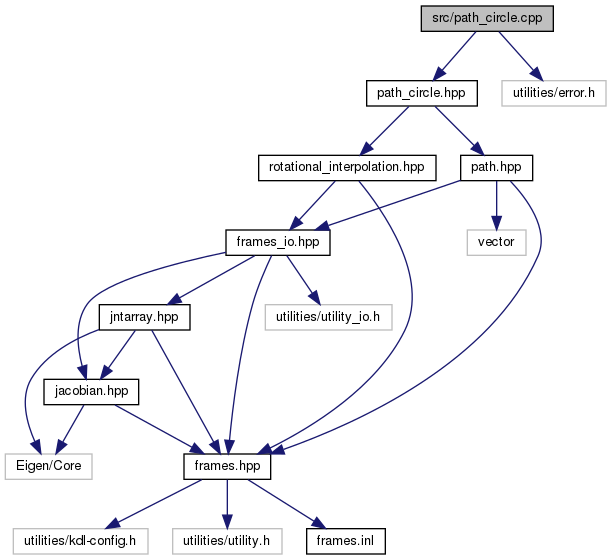 src/path_circle.cpp
path_circle.hpp
utilities/error.h
rotational_interpolation.hpp
path.hpp
frames_io.hpp
vector
jntarray.hpp
utilities/utility_io.h
jacobian.hpp
Eigen/Core
frames.hpp
utilities/kdl-config.h
utilities/utility.h
frames.inl